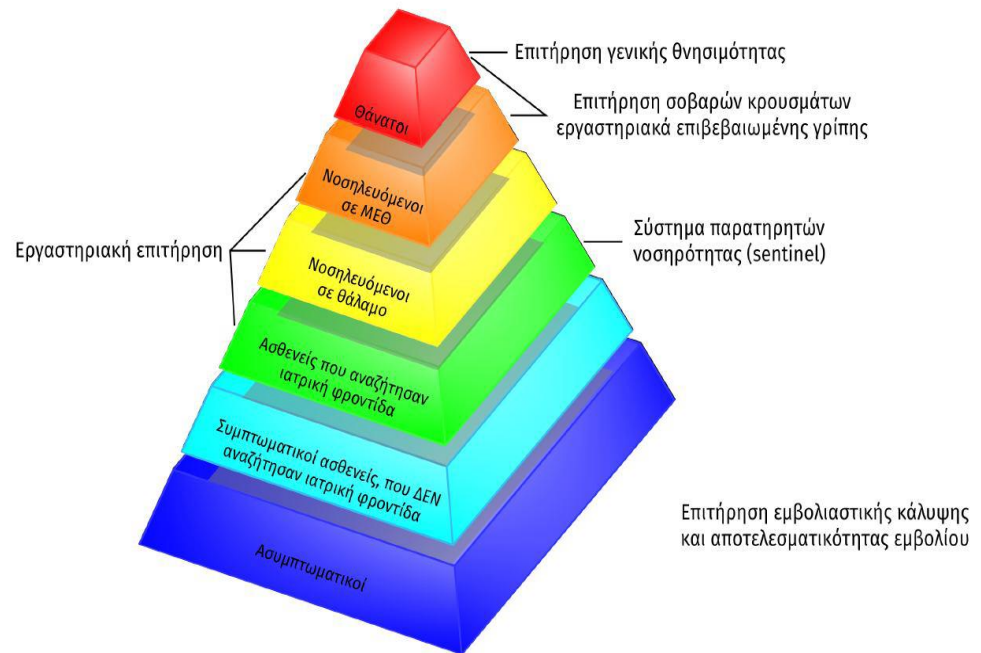 Επιτήρηση γενικής θνησιμότητας
Επιτήρηση σοβαρών κρουσμάτων
εργαστηριακά επιβεβαιωμένης γρίπης
Θάνατοι
Νοσηλευόμενοι
σε ΜΕΘ
Εργαστηριακή επιτήρηση
Σύστημα παρατηρητών
νοσηρότητας (sentinel)
Νοσηλευόμενοι
σε θάλαμο
Ασθενείς που αναζήτησαν
ιατρική φροντίδα
Συμπτωματικοί ασθενείς, που ΔΕΝ
αναζήτησαν ιατρική φροντίδα
Επιτήρηση εμβολιαστικής κάλυψης
και αποτελεσματικότητας εμβολίου
Ασυμπτωματικοί